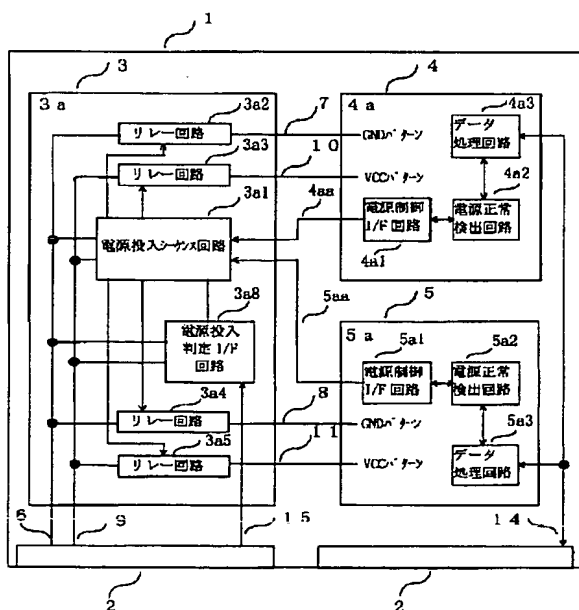 1
3
4
3a
3a2
リレー回路
7
3a3
リレー回路
10
3a1
電源投入シーケンス回路
3a8
電源投入
判定I/F
回路
3a4
リレー回路
8
3a5
リレー回路
11
6
9
15
2
4a
4a3
GNDパターン
データ
処理回路
VCCパターン
4a2
4aa
電源制御
I/F回路
4a1
電源正常
検出回路
5aa
5
5a
5a1
5a2
電源制御
I/F回路
電源正常
検出回路
GNDパターン
5a3
VCCパターン
データ
処理回路
14
2